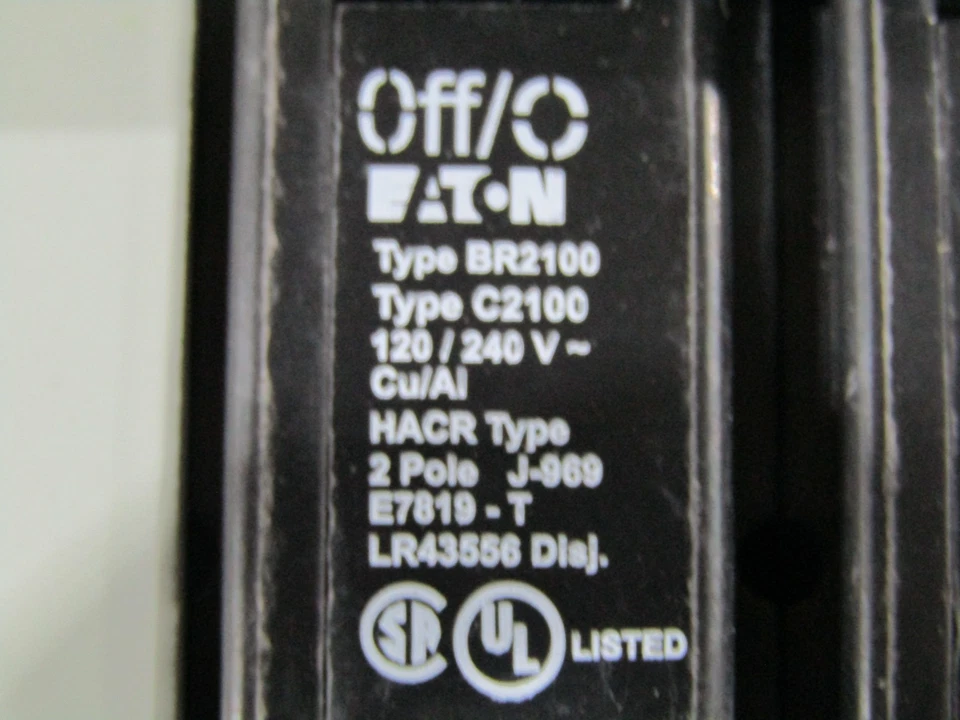 Off/O
EATON
Type BR2100
Type C2100
120 / 240 V ~
Cu/Al
HACR Type
2 Pole J-969
E7819 - T
LR43556 Disj.
SA UL LISTED